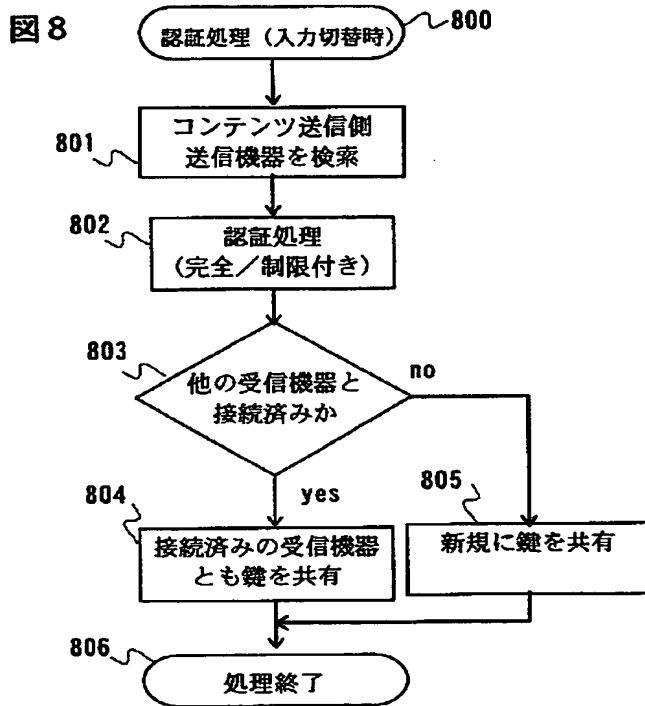 図8
認証処理（入力切替時）
800
801
コンテンツ送信側
送信機器を検索
802
認証処理
（完全／制限付き）
803
他の受信機器と
接続済みか
no
yes
804
接続済みの受信機器
とも鍵を共有
805
新規に鍵を共有
806
処理終了